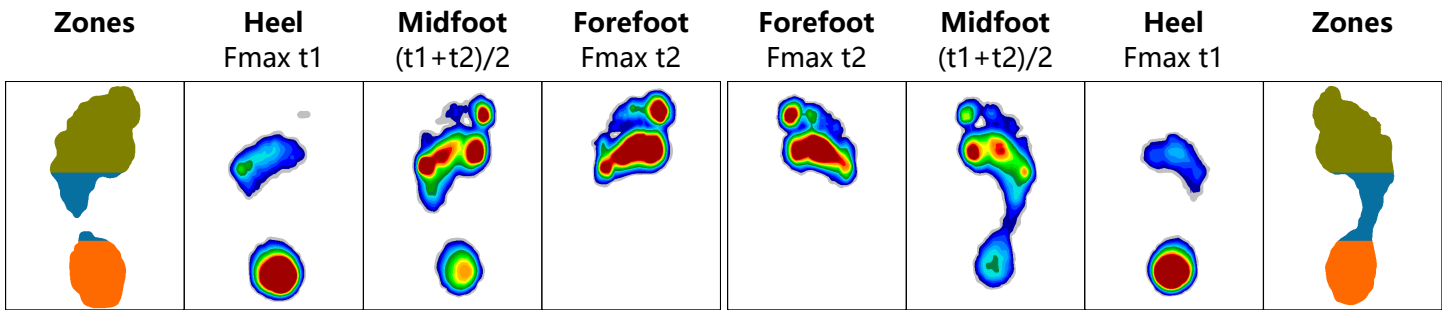 Zones Heel Midfoot Forefoot Forefoot Midfoot Heel Zones
Fmax t1 (t1+t2)/2 Fmax t2 Fmax t2 (t1+t2)/2 Fmax t1